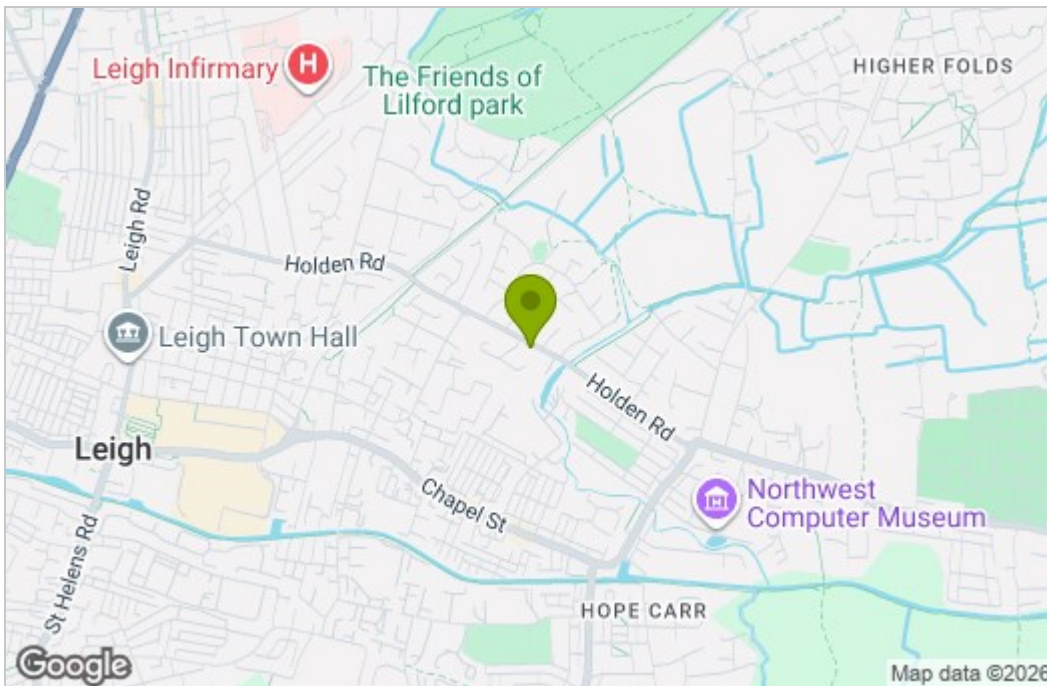 Leigh Infirmary
H
The Friends of
Lilford park
HIGHER FOLDS
Leigh Rd
Holden Rd
Leigh Town Hall
Holden Rd
Leigh
Chapel St
Northwest
Computer Museum
St Helens Rd
HOPE CARR
Google
Map data ©2026